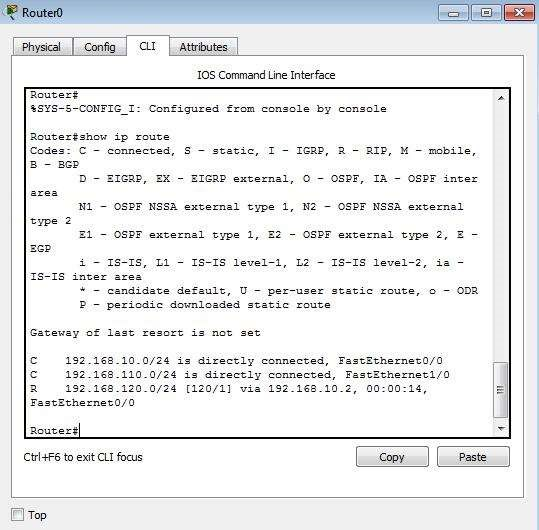 Router0
Physical Config CLI Attributes
IOS Command Line Interface
Router#
%SYS-5-CONFIG_I: Configured from console by console
Router#show ip route
Codes: C - connected, S - static, I - IGRP, R - RIP, M - mobile,
B - BGP
D - EIGRP, EX - EIGRP external, O - OSPF, IA - OSPF inter
area
N1 - OSPF NSSA external type 1, N2 - OSPF NSSA external
type 2
E1 - OSPF external type 1, E2 - OSPF external type 2, E -
EGP
i - IS-IS, L1 - IS-IS level-1, L2 - IS-IS level-2, ia -
IS-IS inter area
* - candidate default, U - per-user static route, o - ODR
P - periodic downloaded static route
Gateway of last resort is not set
C 192.168.10.0/24 is directly connected, FastEthernet0/0
C 192.168.110.0/24 is directly connected, FastEthernet1/0
R 192.168.120.0/24 [120/1] via 192.168.10.2, 00:00:14,
FastEthernet0/0
Router#
Ctrl+F6 to exit CLI focus
Copy Paste
Top